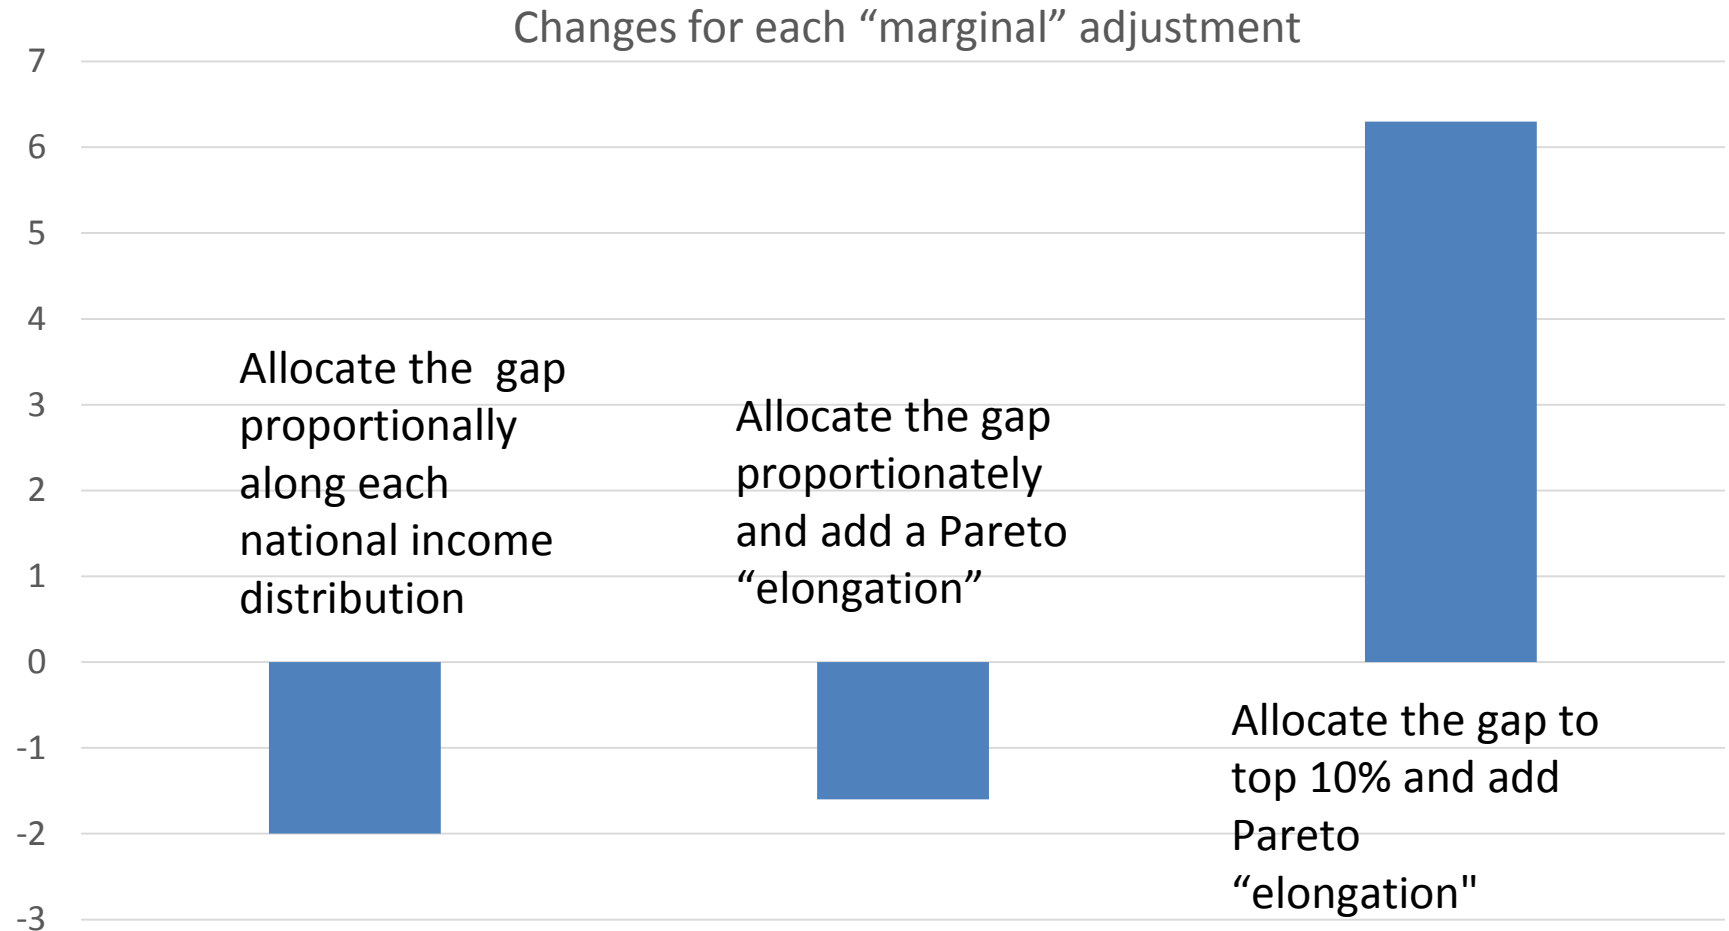 Changes for each “marginal” adjustment
7
6
5
4
3
2
1
0
-1
-2
-3
Allocate the  gap
proportionally
along each
national income
distribution
Allocate the gap
proportionately
and add a Pareto
“elongation”
Allocate the gap to
top 10% and add
Pareto
“elongation"